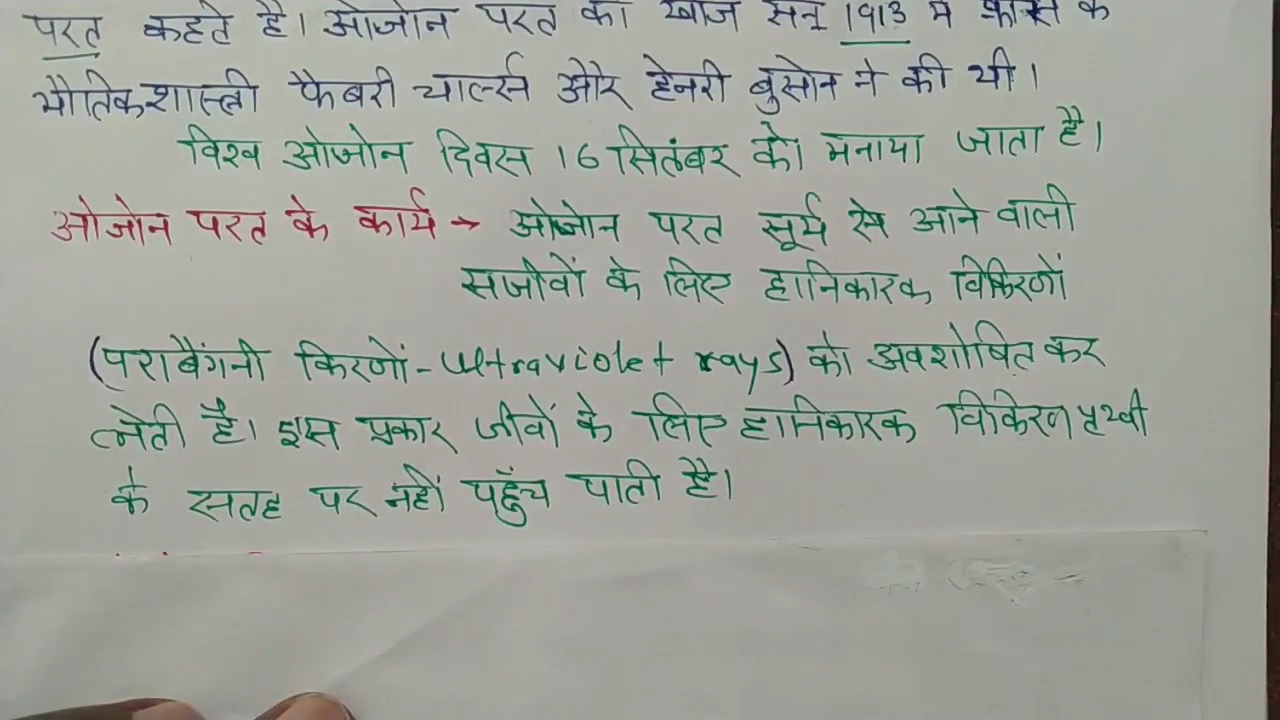 परत कहते है। ओजोन परत की खोज सन् 1913 में फ्रांस के
भौतिकशास्त्री फैबरी चार्ल्स और हेनरी बुसोन ने की थी।
विश्व ओजोन दिवस 16 सितंबर को मनाया जाता है।
ओजोन परत के कार्य → ओजोन परत सूर्य से आने वाली
सजीवों के लिए हानिकारक विकिरणों
(पराबैंगनी किरणों - ultraviolet rays) को अवशोषित कर
लेती है। इस प्रकार जीवों के लिए हानिकारक विकिरण पृथ्वी
के सतह पर नहीं पहुँच पाती है।